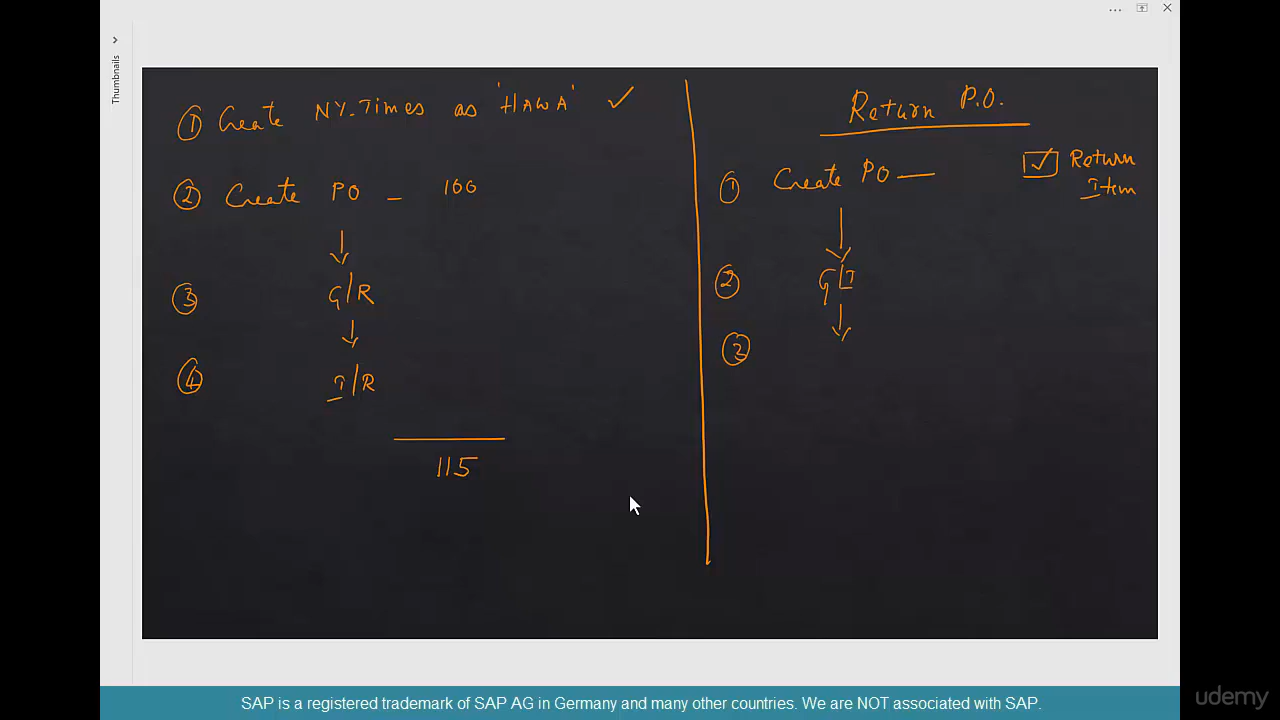 Thumbnails
① Create NY.Times as 'HAWA' ✓
② Create PO - 100
③ G/R
④ I/R
115
Return P.O.
① Create PO —
☑ Return
Item
② G/I
③
SAP is a registered trademark of SAP AG in Germany and many other countries. We are NOT associated with SAP.
udemy